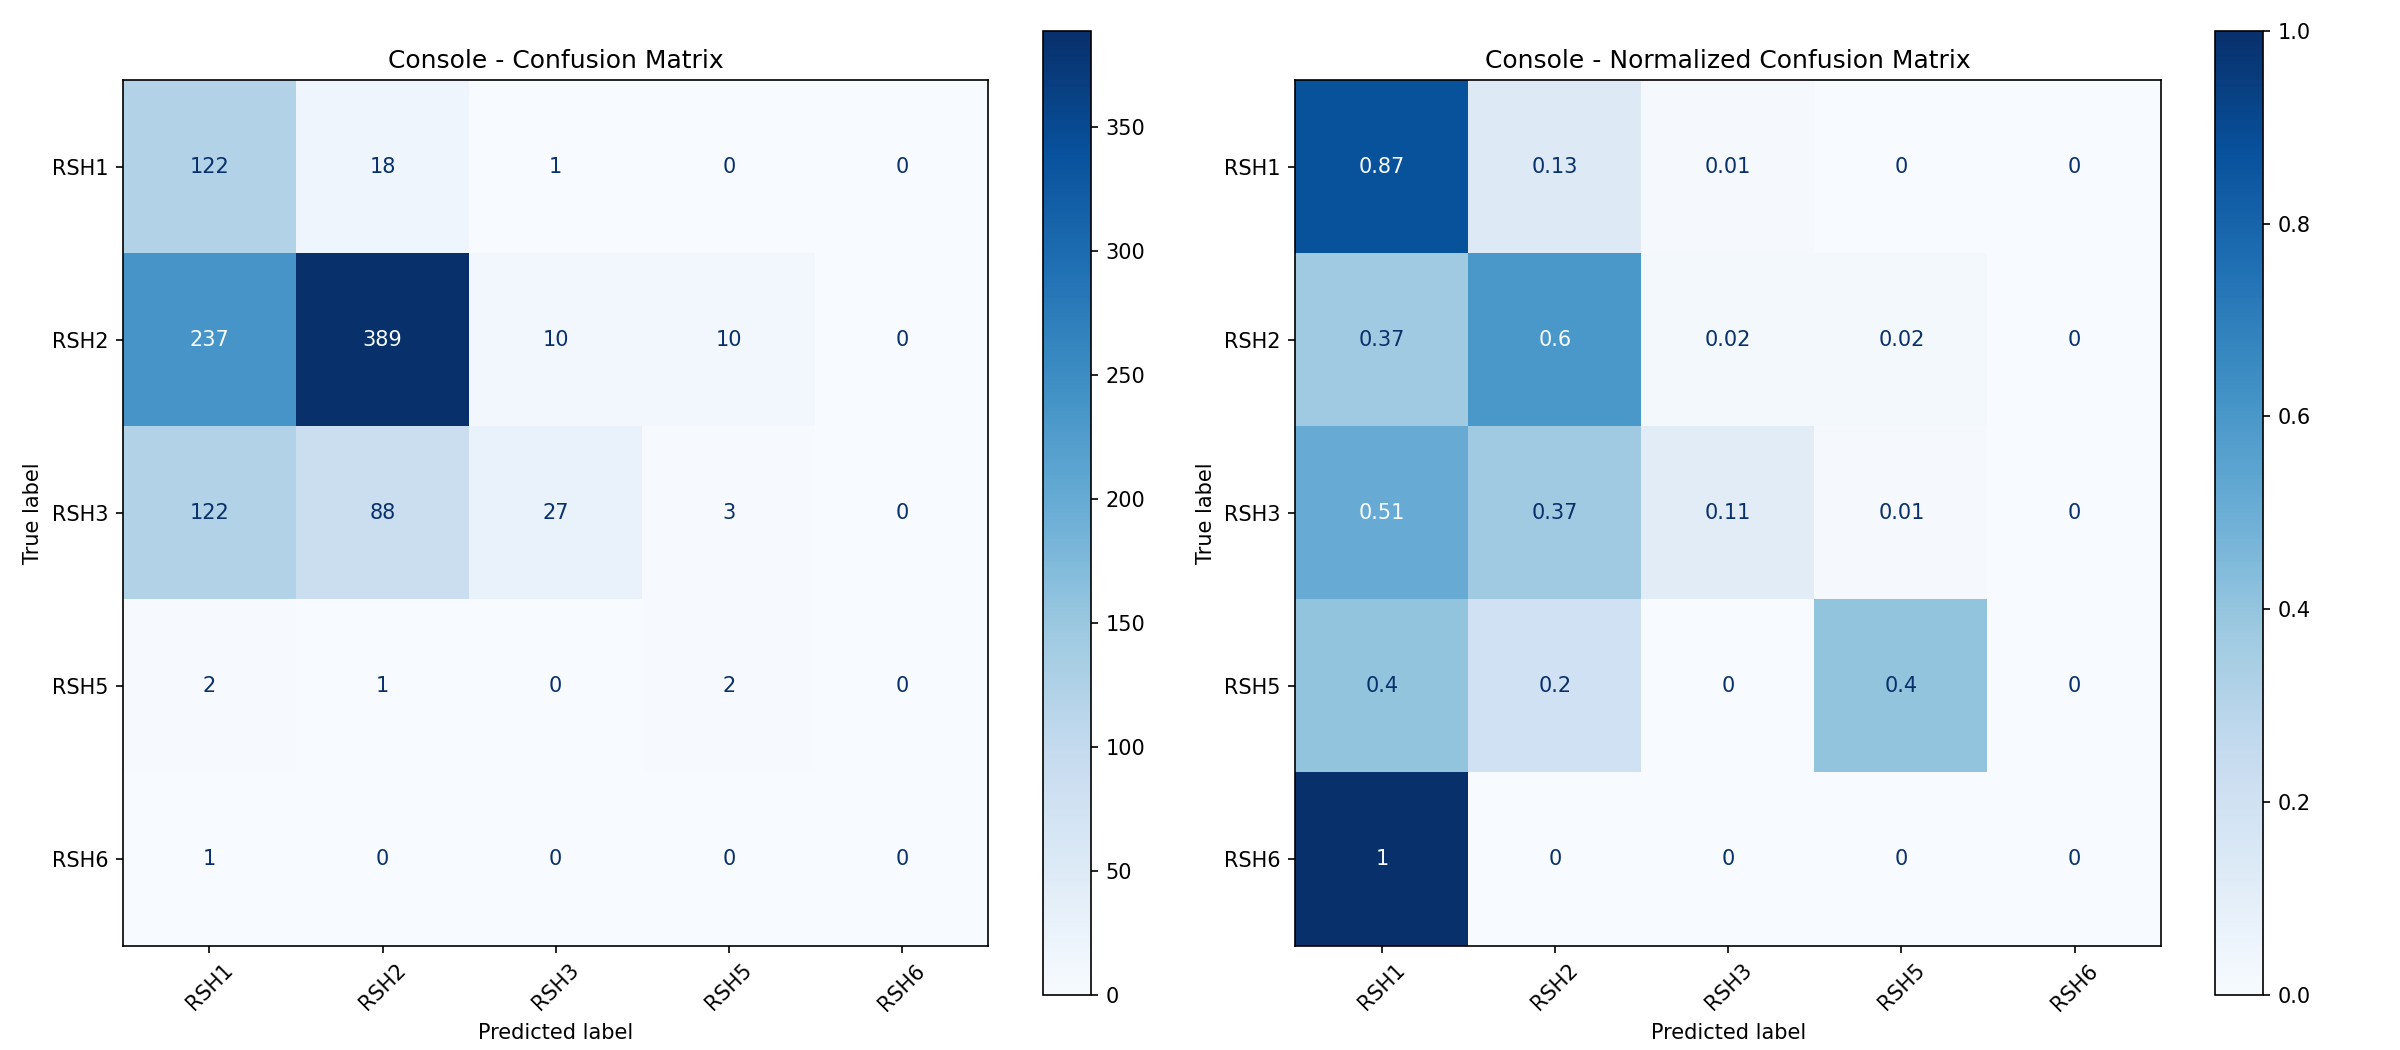 Console - Confusion Matrix
True label
RSH1 122 18 1 0 0
RSH2 237 389 10 10 0
RSH3 122 88 27 3 0
RSH5 2 1 0 2 0
RSH6 1 0 0 0 0
RSH1 RSH2 RSH3 RSH5 RSH6
Predicted label
350
300
250
200
150
100
50
0
Console - Normalized Confusion Matrix
True label
RSH1 0.87 0.13 0.01 0 0
RSH2 0.37 0.6 0.02 0.02 0
RSH3 0.51 0.37 0.11 0.01 0
RSH5 0.4 0.2 0 0.4 0
RSH6 1 0 0 0 0
RSH1 RSH2 RSH3 RSH5 RSH6
Predicted label
1.0
0.8
0.6
0.4
0.2
0.0